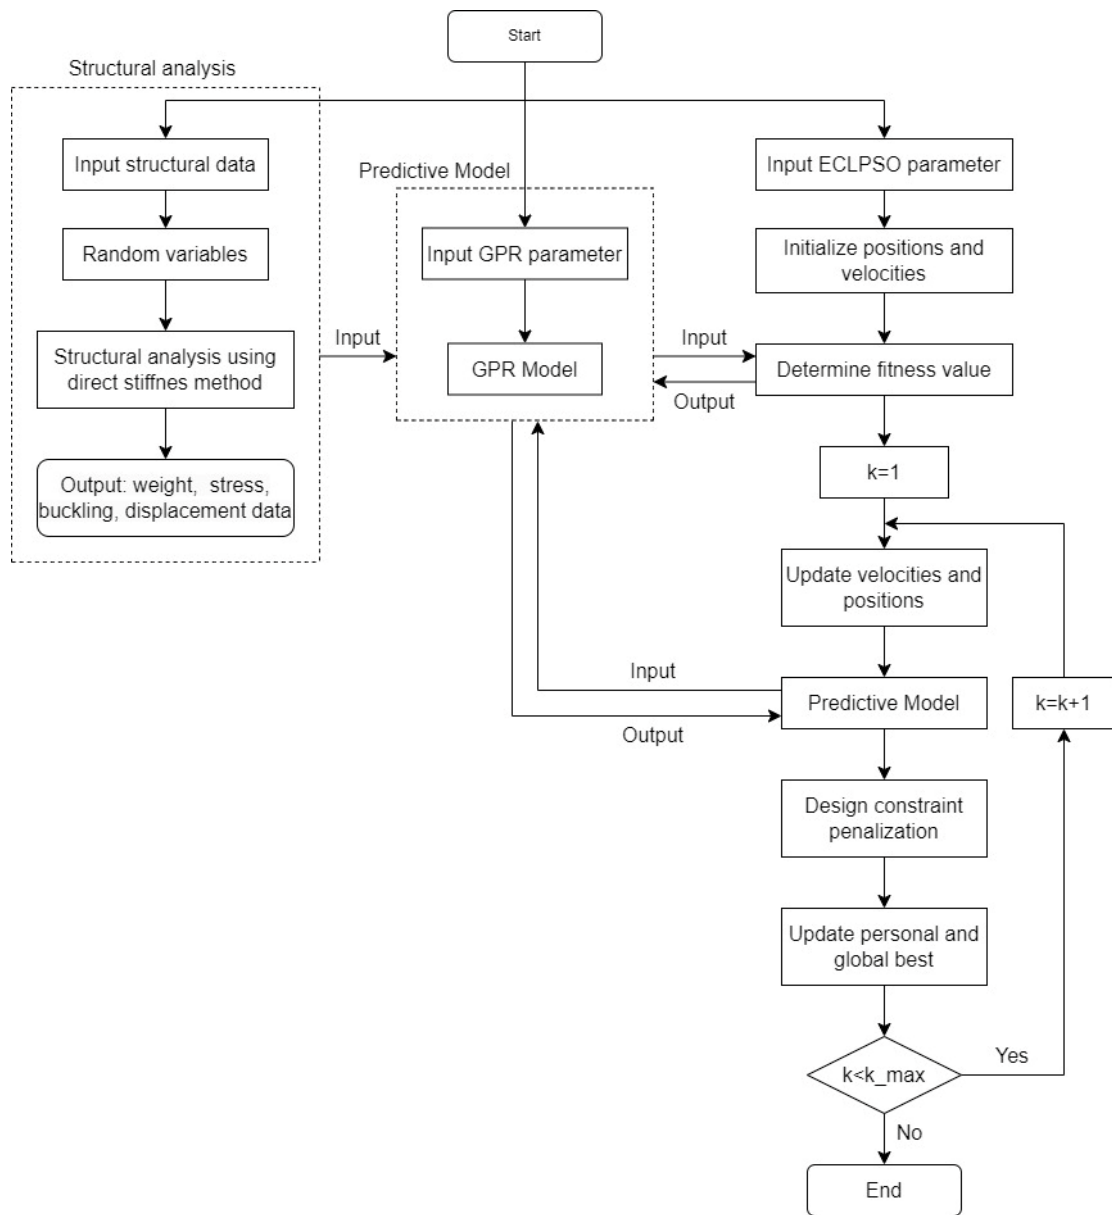 Start
Structural analysis
Input structural data
Random variables
Structural analysis using
direct stiffnes method
Output: weight, stress,
buckling, displacement data
Input
Predictive Model
Input GPR parameter
GPR Model
Input
Output
Input ECLPSO parameter
Initialize positions and
velocities
Determine fitness value
k=1
Update velocities and
positions
Input
Output
Predictive Model
k=k+1
Design constraint
penalization
Update personal and
global best
k<k_max
Yes
No
End